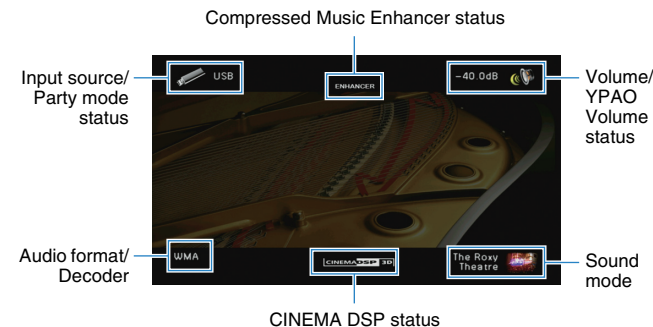 Compressed Music Enhancer status
Input source/
Party mode
status
USB
ENHANCER
-40.0dB
Volume/
YPAO
Volume
status
Audio format/
Decoder
WMA
CINEMA DSP 3D
The Roxy
Theatre
Sound
mode
CINEMA DSP status